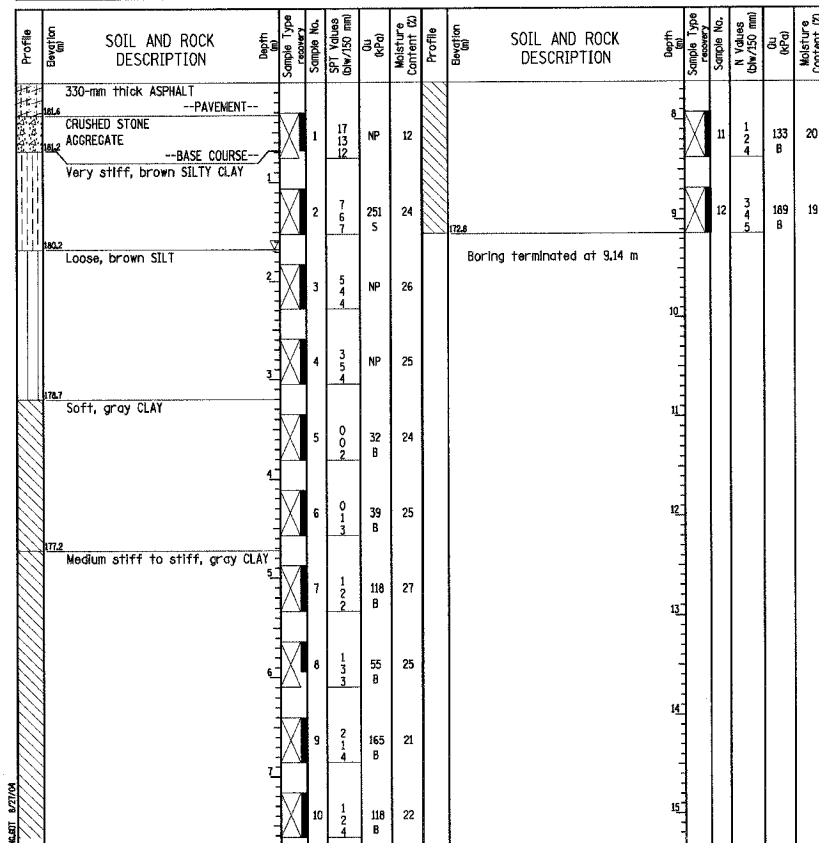 Profile
Elevation (m)
SOIL AND ROCK DESCRIPTION
Depth (m)
Sample Type
recovery
Sample No.
SPT Values (blw/150 mm)
Qu (kPa)
Moisture Content (%)
330-mm thick ASPHALT
--PAVEMENT--
181.6
CRUSHED STONE
AGGREGATE
--BASE COURSE--
181.2
Very stiff, brown SILTY CLAY
180.2
Loose, brown SILT
178.7
Soft, gray CLAY
177.2
Medium stiff to stiff, gray CLAY
1
2
3
4
5
6
7
1 17 13 12 NP 12
2 7 6 7 251 S 24
3 5 4 4 NP 26
4 3 5 4 NP 25
5 0 0 2 32 B 24
6 0 1 3 39 B 25
7 1 2 2 118 B 27
8 1 3 3 55 B 25
9 2 1 4 165 B 21
10 1 2 4 118 B 22
8/27/04
Profile
Elevation (m)
SOIL AND ROCK DESCRIPTION
Depth (m)
Sample Type
recovery
Sample No.
N Values (blw/150 mm)
Qu (kPa)
Moisture Content (%)
8
11 1 2 4 133 B 20
9
12 3 4 5 189 B 19
172.8
Boring terminated at 9.14 m
10
11
12
13
14
15